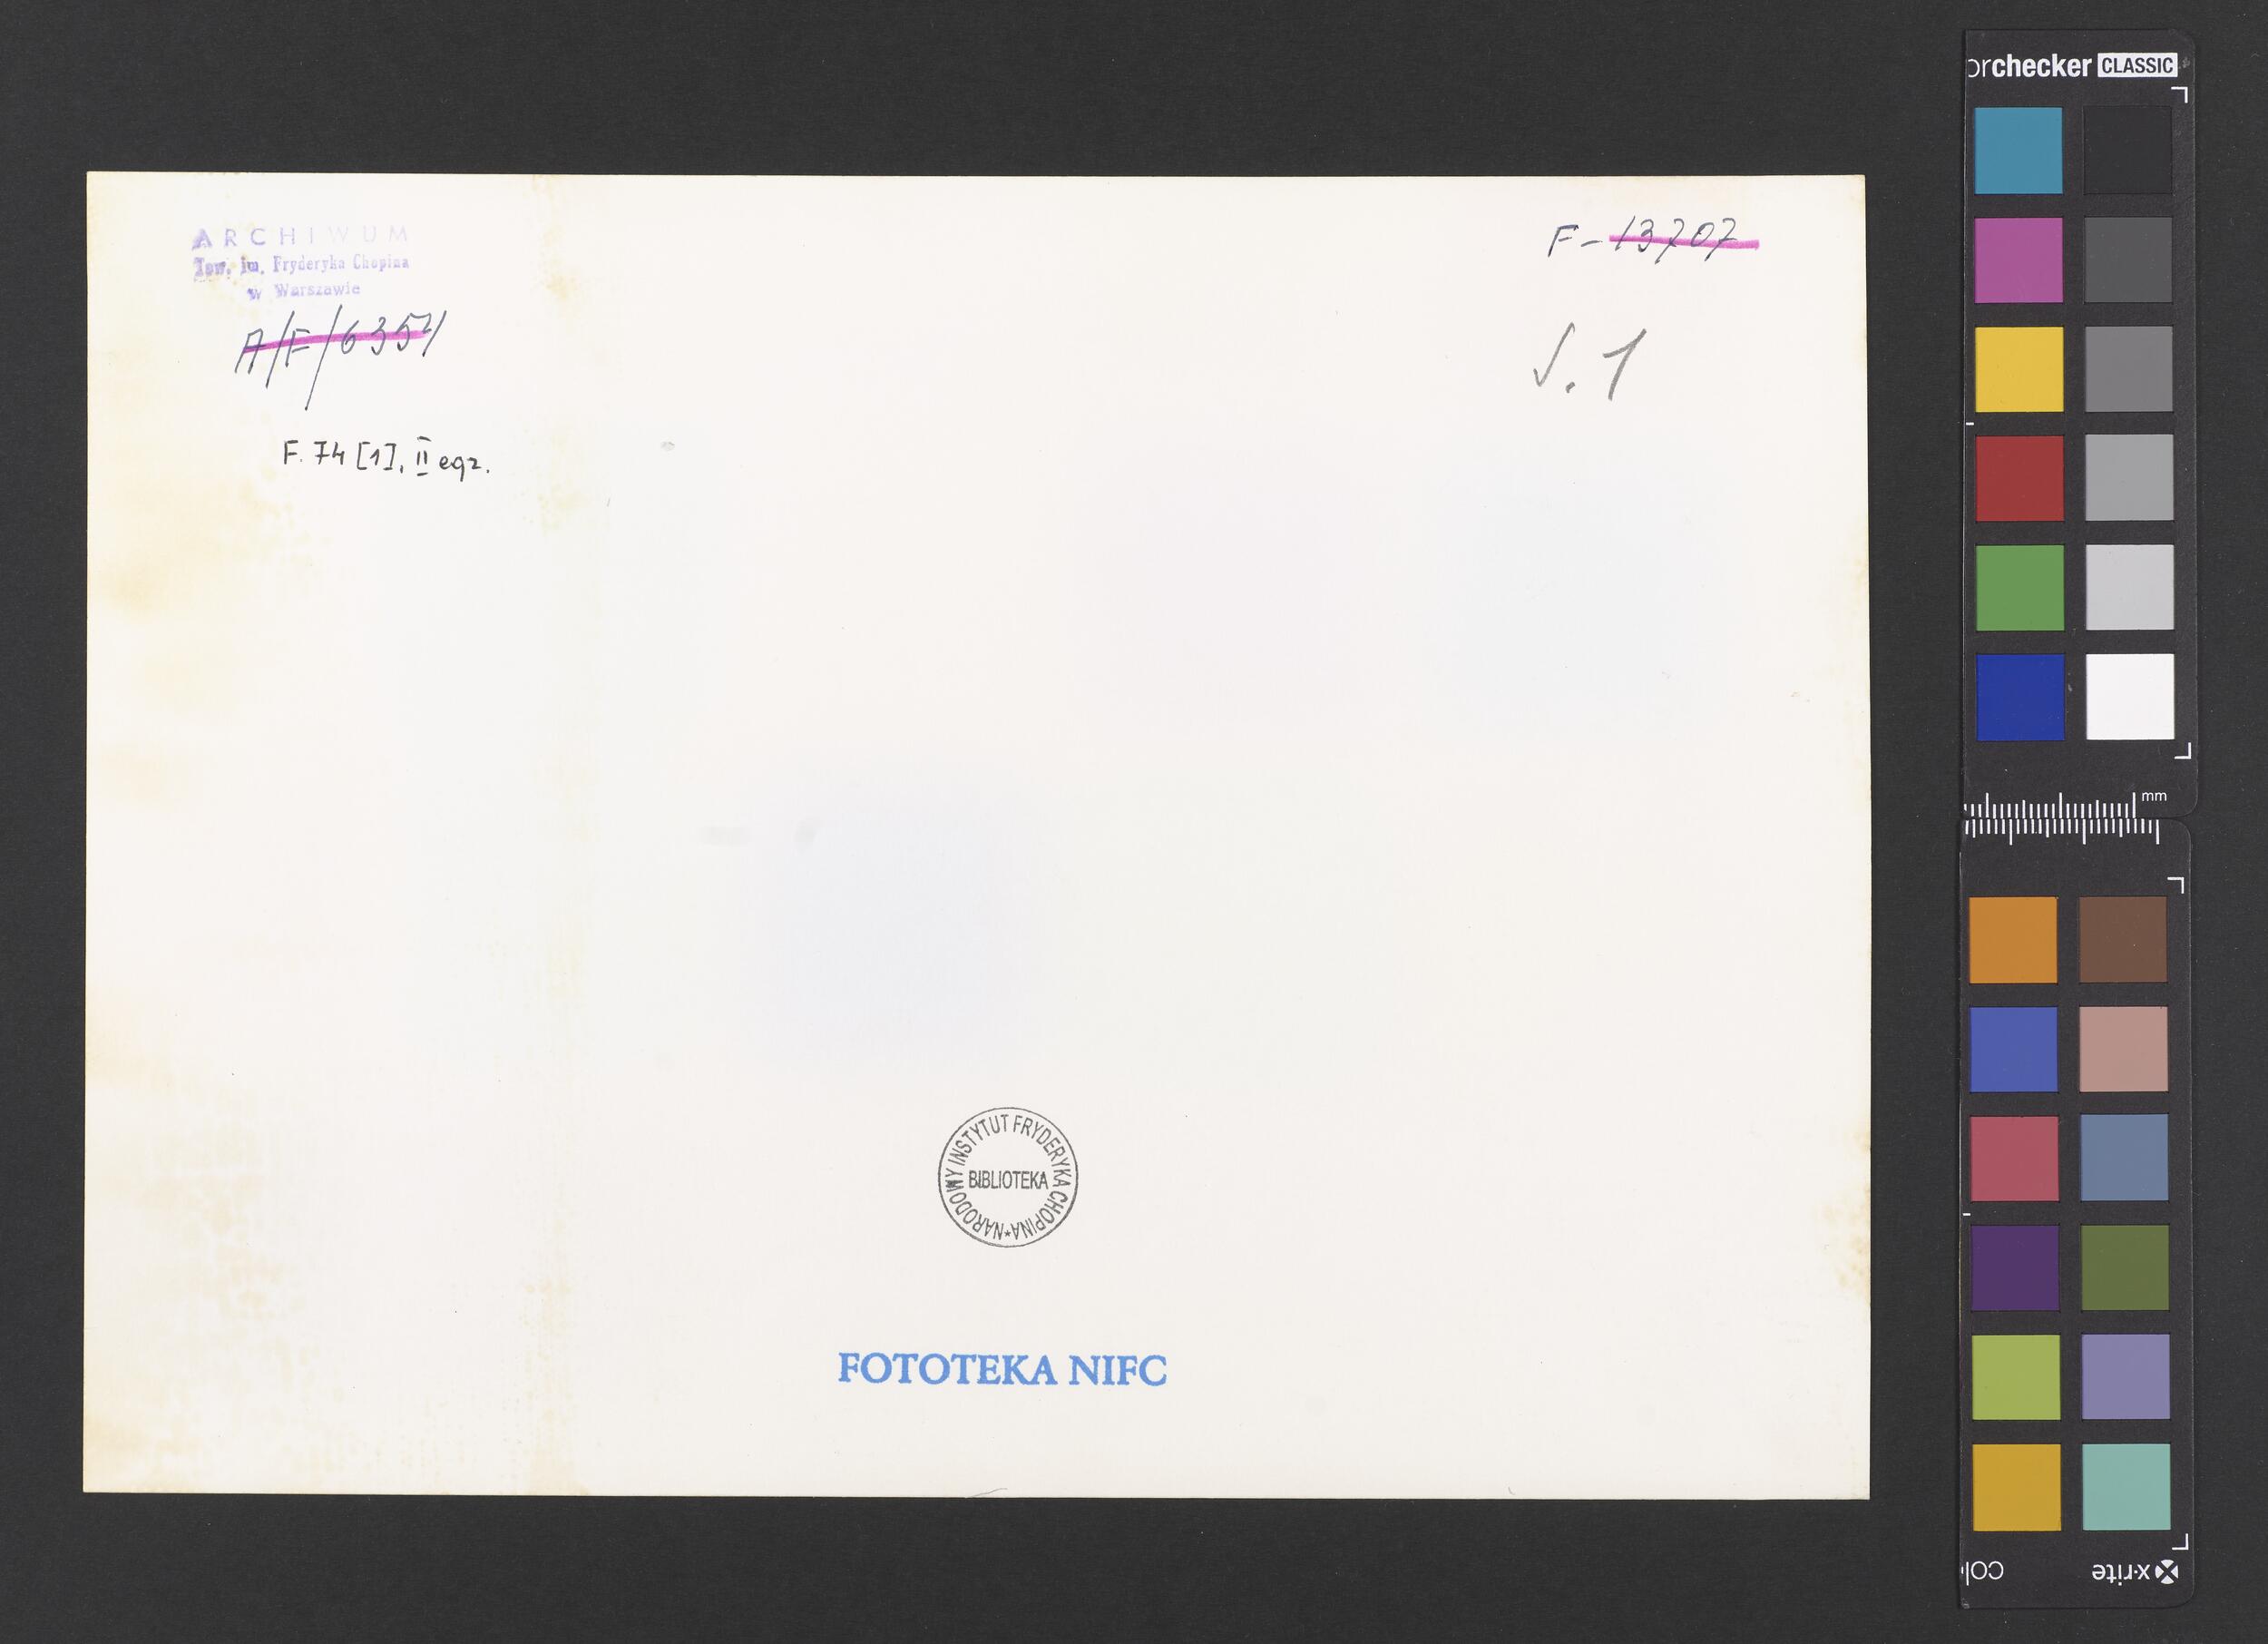 ARCHIWUM
Tow. im. Fryderyka Chopina
w Warszawie
A/F/6354
F. 74 [1], II egz.
F-13707
s. 1
NARODOWY INSTYTUT FRYDERYKA CHOPINA★
BIBLIOTEKA
FOTOTEKA NIFC
orchecker CLASSIC
mm
x·rite
col